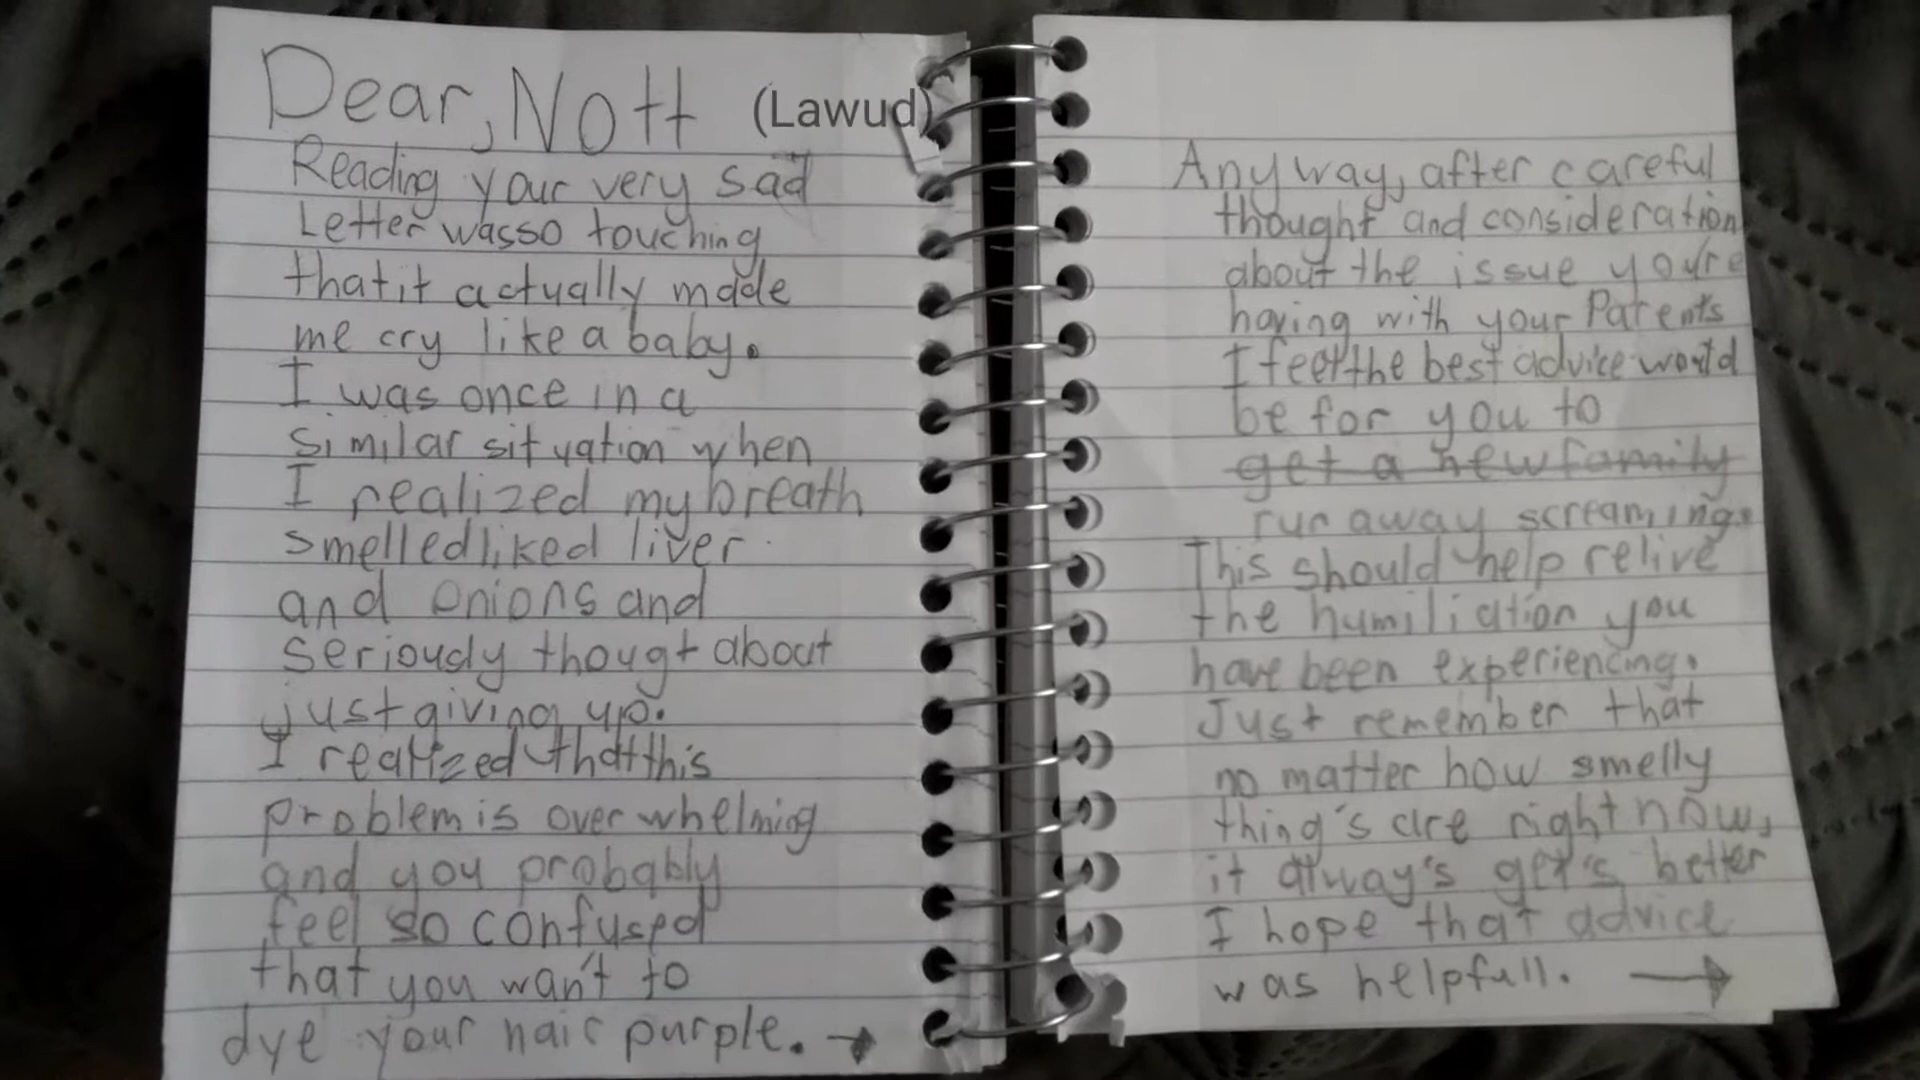 Dear, Nott (Lawud)
Reading your very sad
Letter wasso touching
that it actually made
me cry like a baby.
I was once in a
similar situation when
I realized my breath
smelled liked liver
and onions and
seriously thougt about
just giving up.
I realized that this
problem is over whelming
and you probably
feel so confused
that you wan't to
dye your hair purple. →
Any way, after careful
thought and consideration
about the issue you're
having with your Parents
I feel the best advice would
be for you to
get a new family
run away screaming.
This should help relive
the humiliation you
have been experiencing.
Just remember that
no matter how smelly
thing's are right now,
it alway's get's better
I hope that advice
was helpfull. →